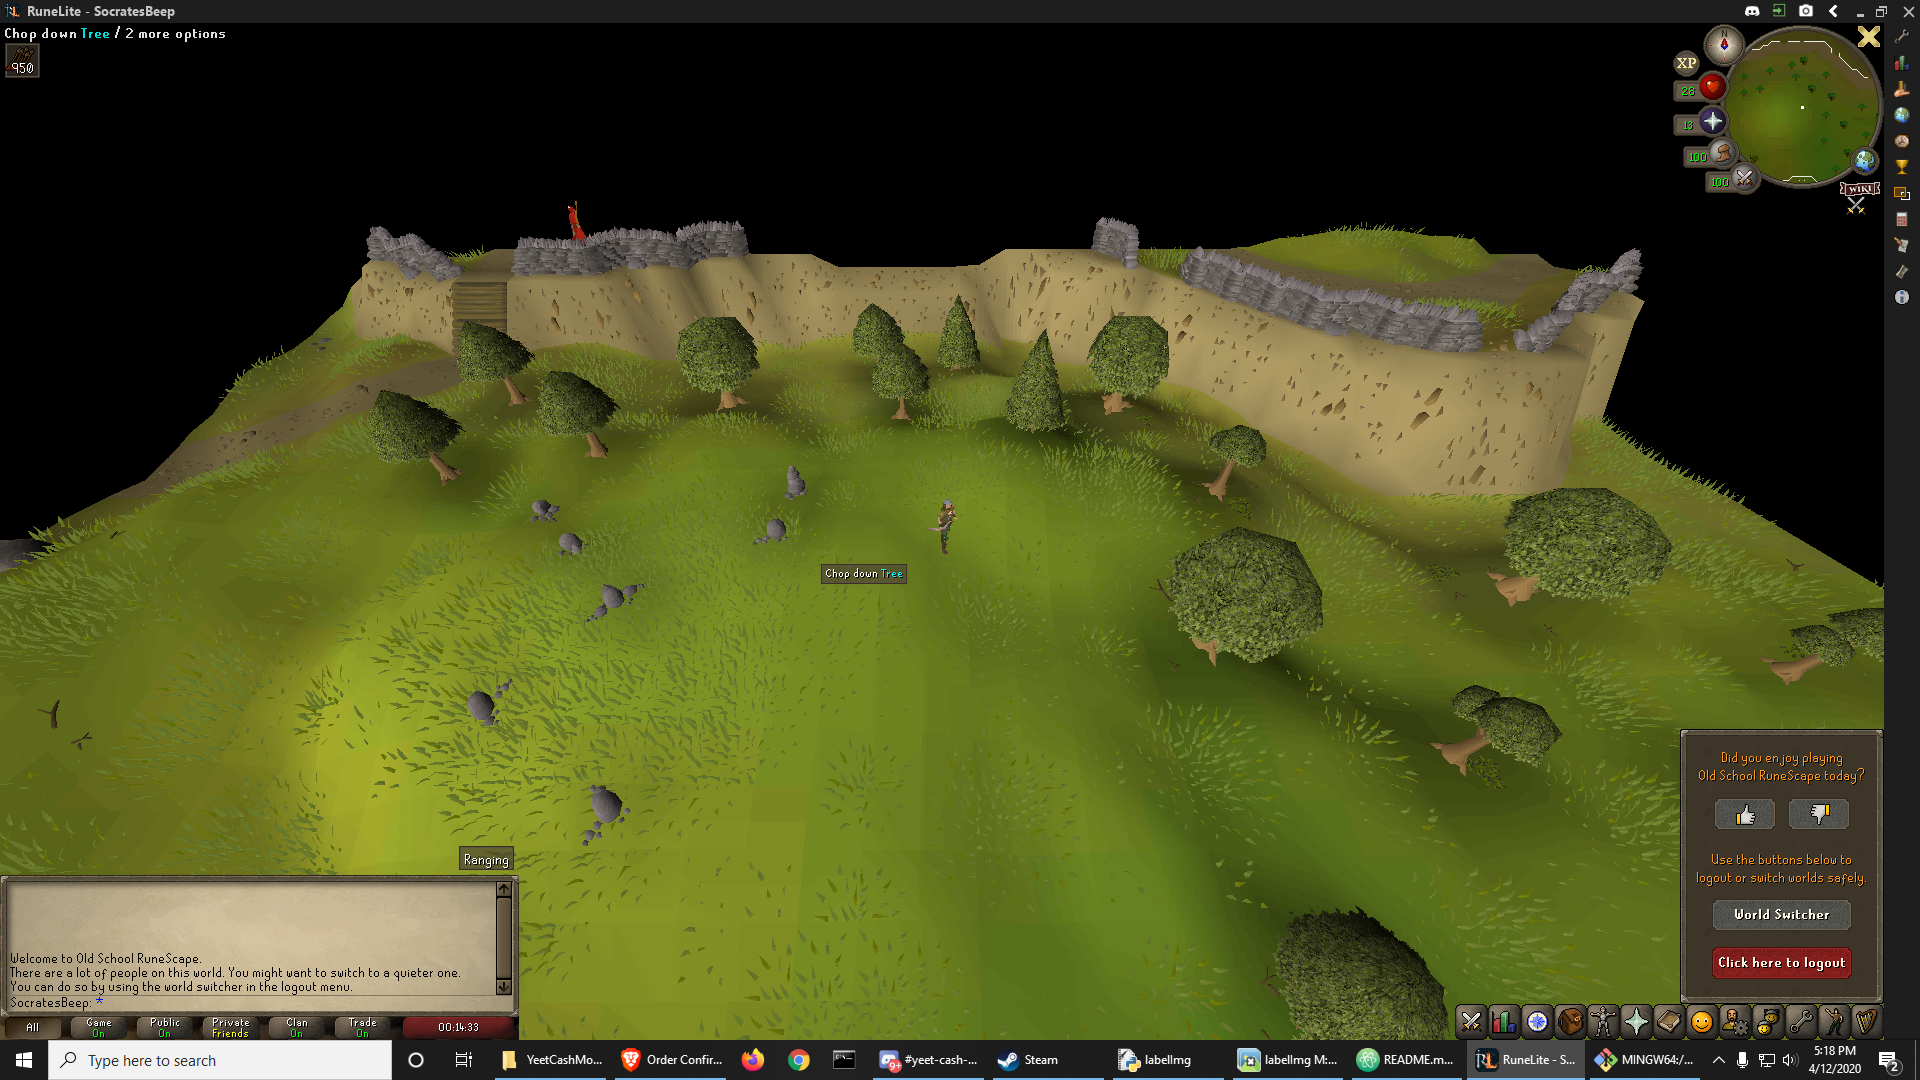 RuneLite - SocratesBeep
Chop down Tree / 2 more options
950
N
XP
28
13
100
100
WIKI
Chop down Tree
Ranging
Did you enjoy playing
Old School RuneScape today?
Use the buttons below to
logout or switch worlds safely.
World Switcher
Click here to logout
Welcome to Old School RuneScape.
There are a lot of people on this world. You might want to switch to a quieter one.
You can do so by using the world switcher in the logout menu.
SocratesBeep: *
All
Game
On
Public
On
Private
Friends
Clan
On
Trade
On
00:14:33
Type here to search
YeetCashMo...
Order Confir...
9+
#yeet-cash-...
Steam
labelImg
labelImg M:...
README.m...
RuneLite - S...
MINGW64:/...
5:18 PM
4/12/2020
2